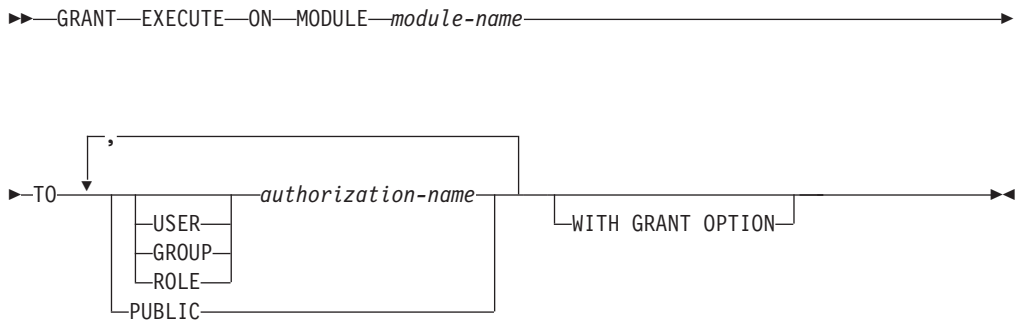 GRANT EXECUTE ON MODULE module-name
,
TO authorization-name
USER
GROUP
ROLE
PUBLIC
WITH GRANT OPTION